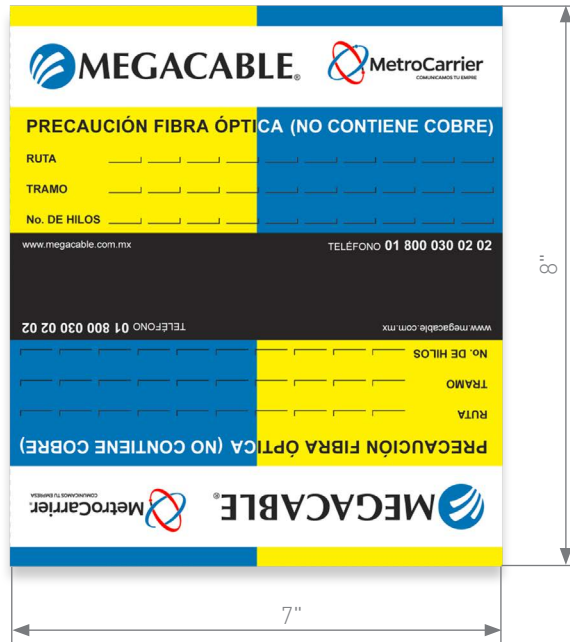 MEGACABLE®
MetroCarrier
COMUNICAMOS TU EMPRE
PRECAUCIÓN FIBRA ÓPTICA (NO CONTIENE COBRE)
RUTA
TRAMO
No. DE HILOS
www.megacable.com.mx
TELÉFONO 01 800 030 02 02
8"
www.megacable.com.mx
TELÉFONO 01 800 030 02 02
No. DE HILOS
TRAMO
RUTA
PRECAUCIÓN FIBRA ÓPTICA (NO CONTIENE COBRE)
MEGACABLE®
MetroCarrier.
COMUNICAMOS TU EMPRESA
7"